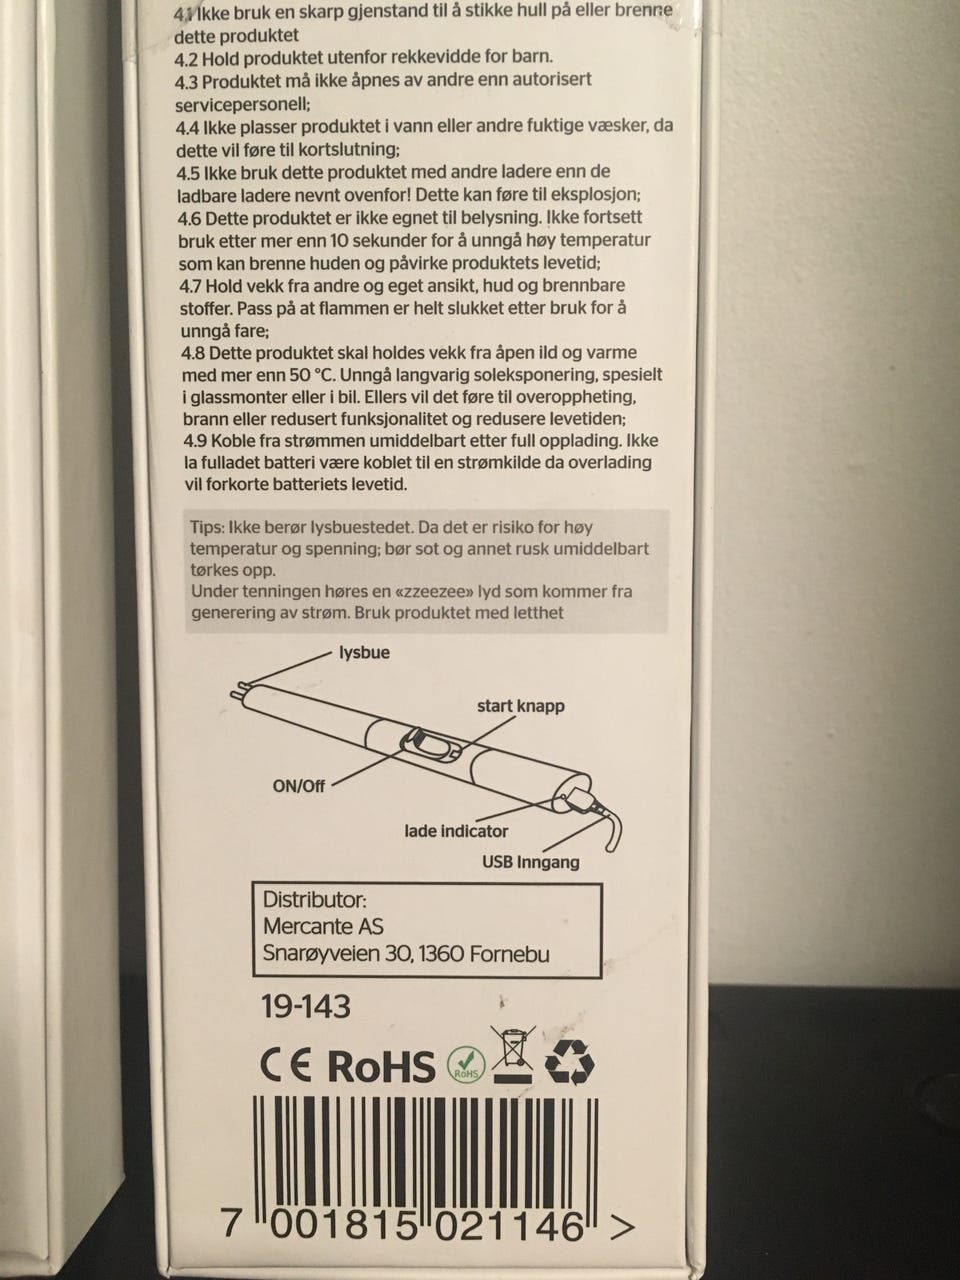 4.1 Ikke bruk en skarp gjenstand til å stikke hull på eller brenne
dette produktet
4.2 Hold produktet utenfor rekkevidde for barn.
4.3 Produktet må ikke åpnes av andre enn autorisert
servicepersonell;
4.4 Ikke plasser produktet i vann eller andre fuktige væsker, da
dette vil føre til kortslutning;
4.5 Ikke bruk dette produktet med andre ladere enn de
ladbare ladere nevnt ovenfor! Dette kan føre til eksplosjon;
4.6 Dette produktet er ikke egnet til belysning. Ikke fortsett
bruk etter mer enn 10 sekunder for å unngå høy temperatur
som kan brenne huden og påvirke produktets levetid;
4.7 Hold vekk fra andre og eget ansikt, hud og brennbare
stoffer. Pass på at flammen er helt slukket etter bruk for å
unngå fare;
4.8 Dette produktet skal holdes vekk fra åpen ild og varme
med mer enn 50 °C. Unngå langvarig soleksponering, spesielt
i glassmonter eller i bil. Ellers vil det føre til overoppheting,
brann eller redusert funksjonalitet og redusere levetiden;
4.9 Koble fra strømmen umiddelbart etter full opplading. Ikke
la fulladet batteri være koblet til en strømkilde da overlading
vil forkorte batteriets levetid.
Tips: Ikke berør lysbuestedet. Da det er risiko for høy
temperatur og spenning; bør sot og annet rusk umiddelbart
tørkes opp.
Under tenningen høres en «zzeezee» lyd som kommer fra
generering av strøm. Bruk produktet med letthet
lysbue
start knapp
ON/Off
lade indicator
USB Inngang
Distributor:
Mercante AS
Snarøyveien 30, 1360 Fornebu
19-143
CE RoHS RoHS
7 001815 021146 >